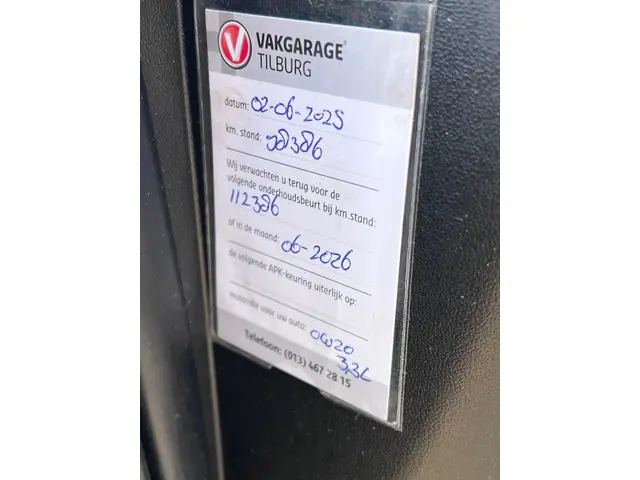 V VAKGARAGE®
TILBURG
datum: 02-06-2025
km. stand: 98386
Wij verwachten u terug voor de
volgende onderhoudsbeurt bij km.stand:
112386
of in de maand: 06-2026
de volgende APK-keuring uiterlijk op:
motorolie voor uw auto: 0W20
3,3L
Telefoon: (013) 467 28 15